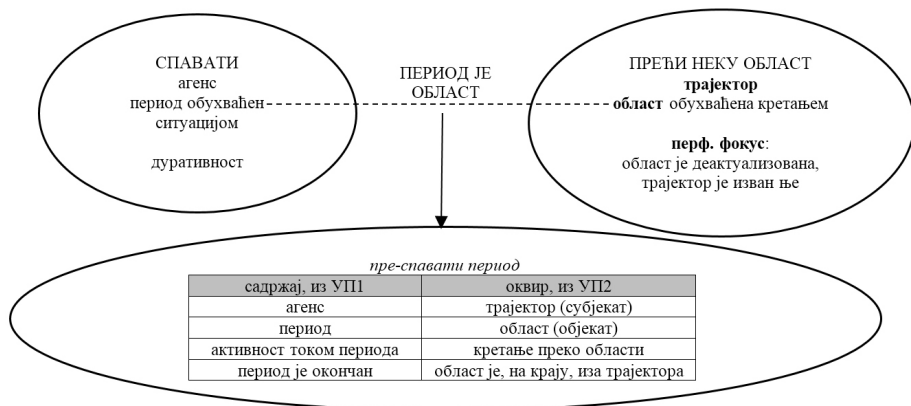 СПАВАТИ
агенс
период обухваћен
ситуацијом
дуративност
ПЕРИОД ЈЕ
ОБЛАСТ
ПРЕЋИ НЕКУ ОБЛАСТ
трајектор
област обухваћена кретањем
перф. фокус:
област је деактуализована,
трајектор је изван ње
пре-спавати период
садржај, из УП1 оквир, из УП2
агенс трајектор (субјекат)
период област (објекат)
активност током периода кретање преко области
период је окончан област је, на крају, иза трајектора